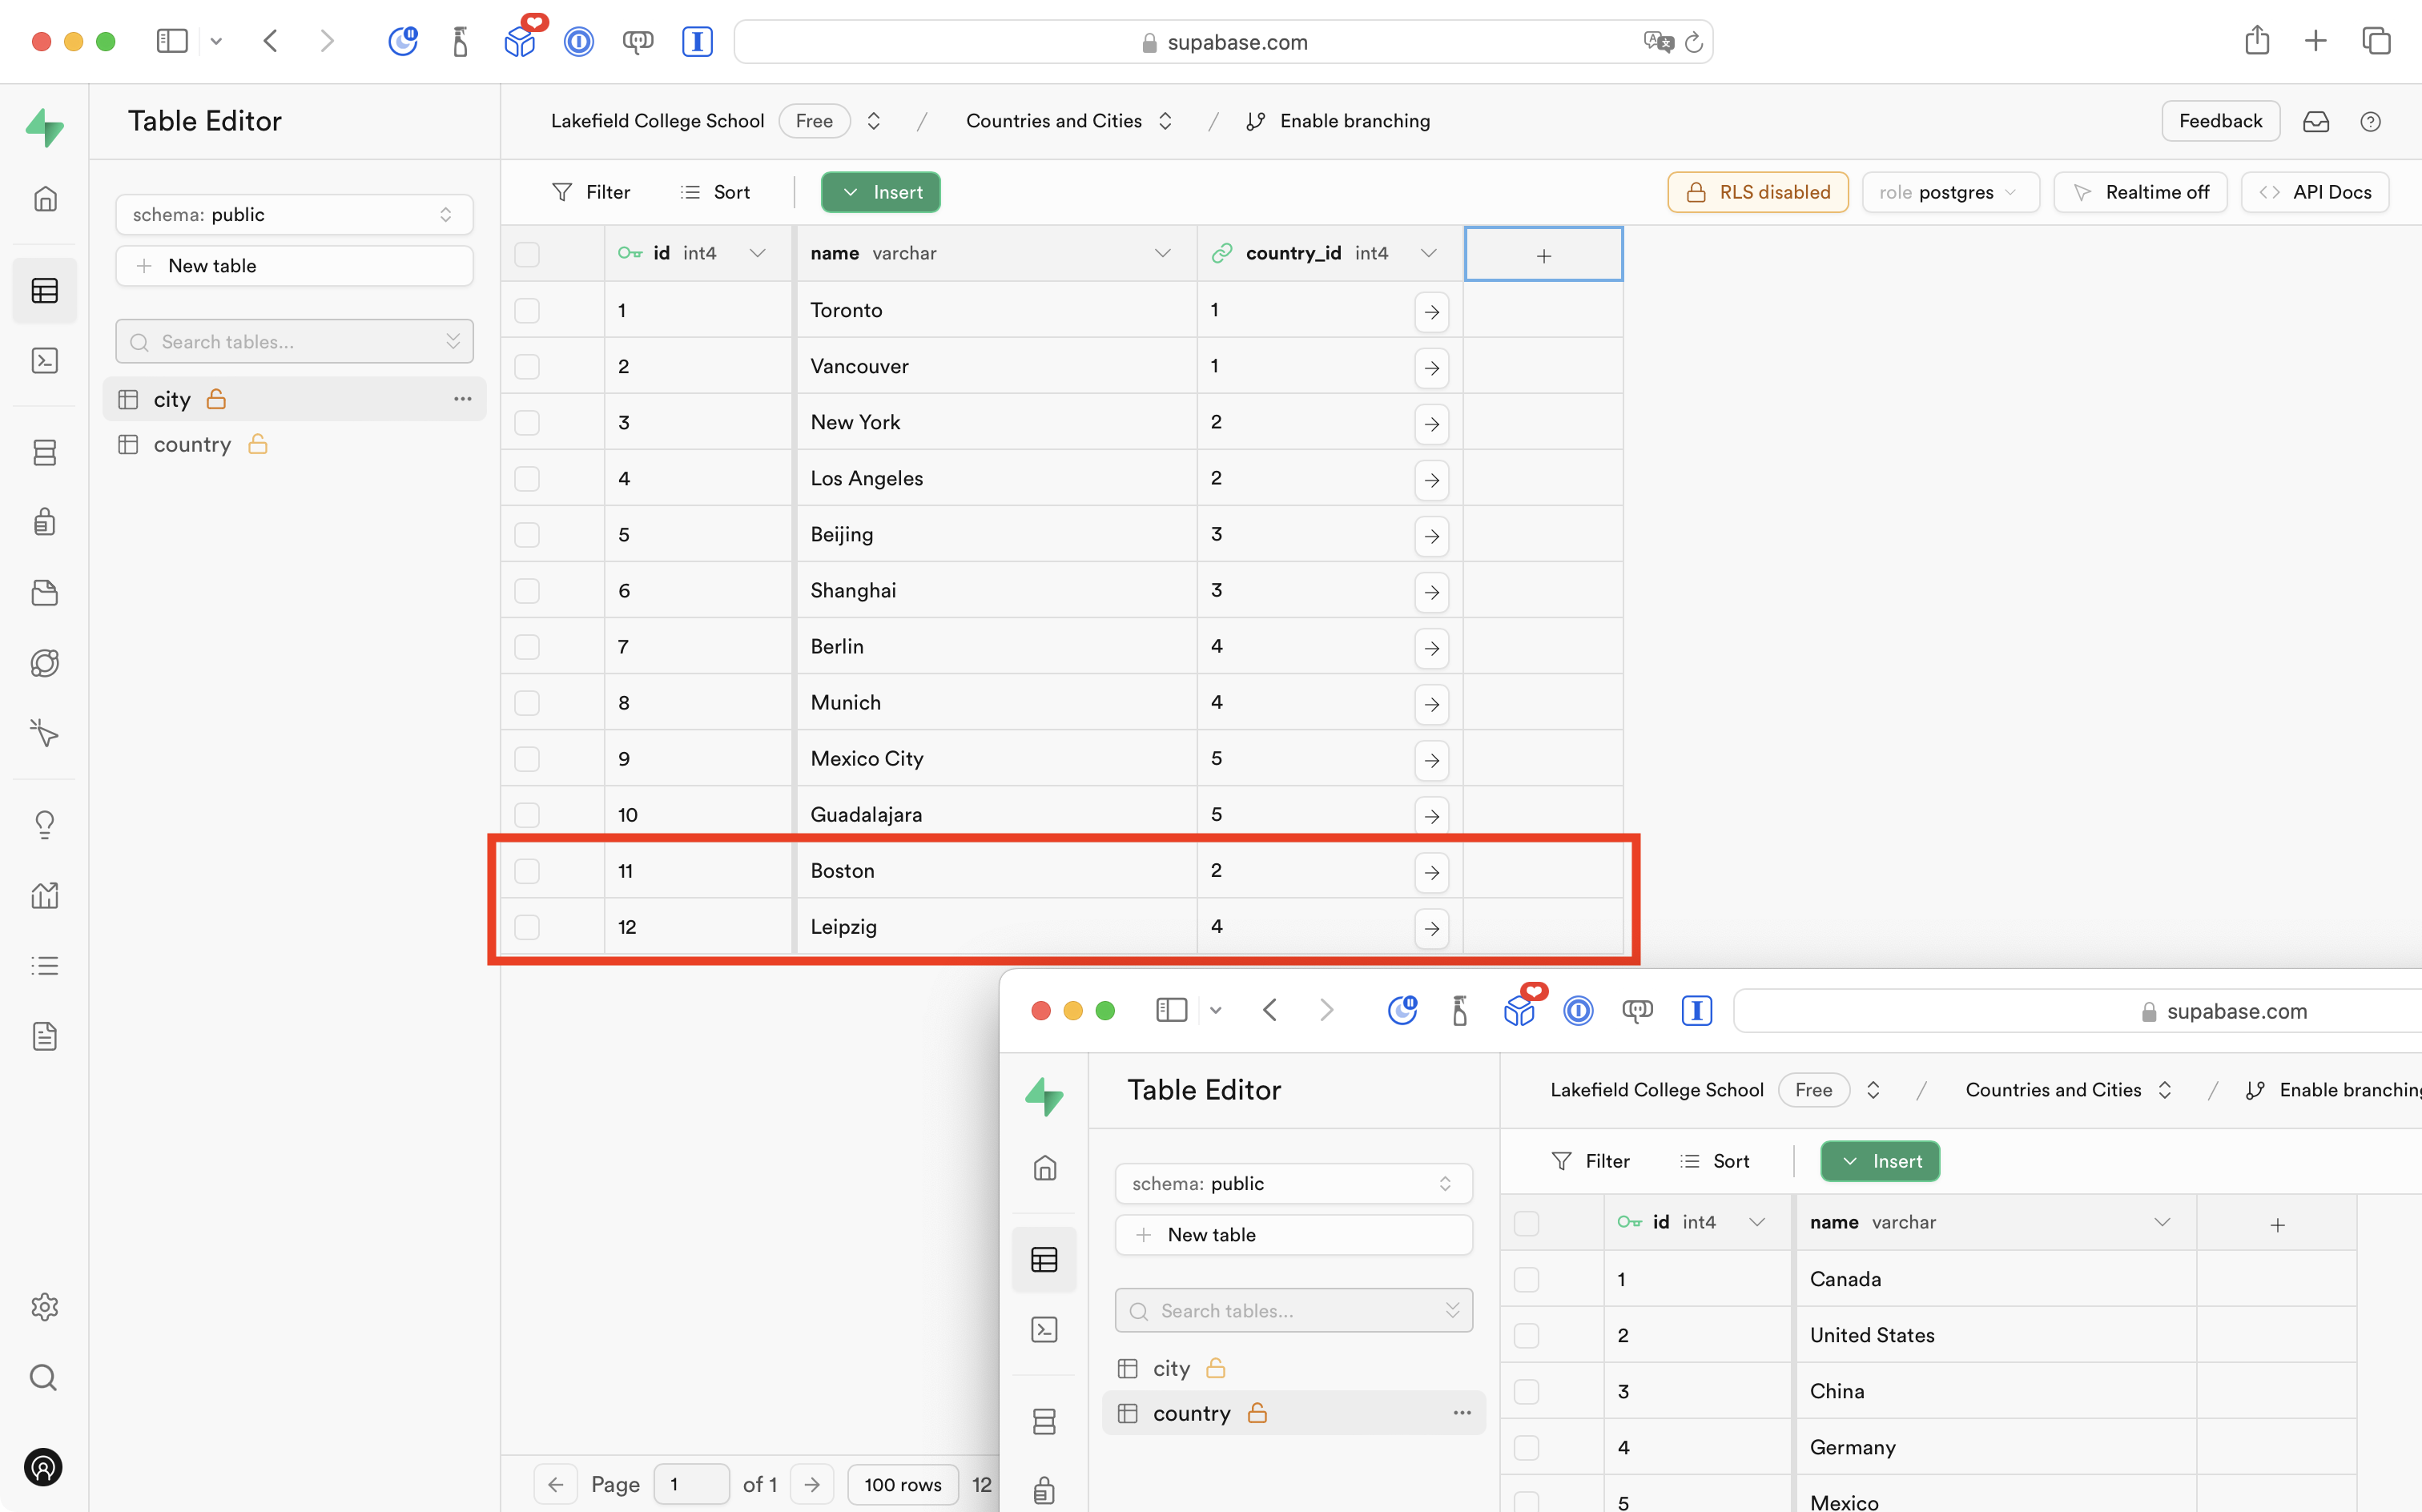 supabase.com
Table Editor
Lakefield College School Free / Countries and Cities / Enable branching
Feedback
Filter Sort Insert
RLS disabled role postgres Realtime off API Docs
schema: public
New table
Search tables...
city
country
id int4 name varchar country_id int4
1 Toronto 1
2 Vancouver 1
3 New York 2
4 Los Angeles 2
5 Beijing 3
6 Shanghai 3
7 Berlin 4
8 Munich 4
9 Mexico City 5
10 Guadalajara 5
11 Boston 2
12 Leipzig 4
Page 1 of 1 100 rows 12
supabase.com
Table Editor
Lakefield College School Free / Countries and Cities / Enable branching
Filter Sort Insert
schema: public
New table
Search tables...
city
country
id int4 name varchar
1 Canada
2 United States
3 China
4 Germany
5 Mexico